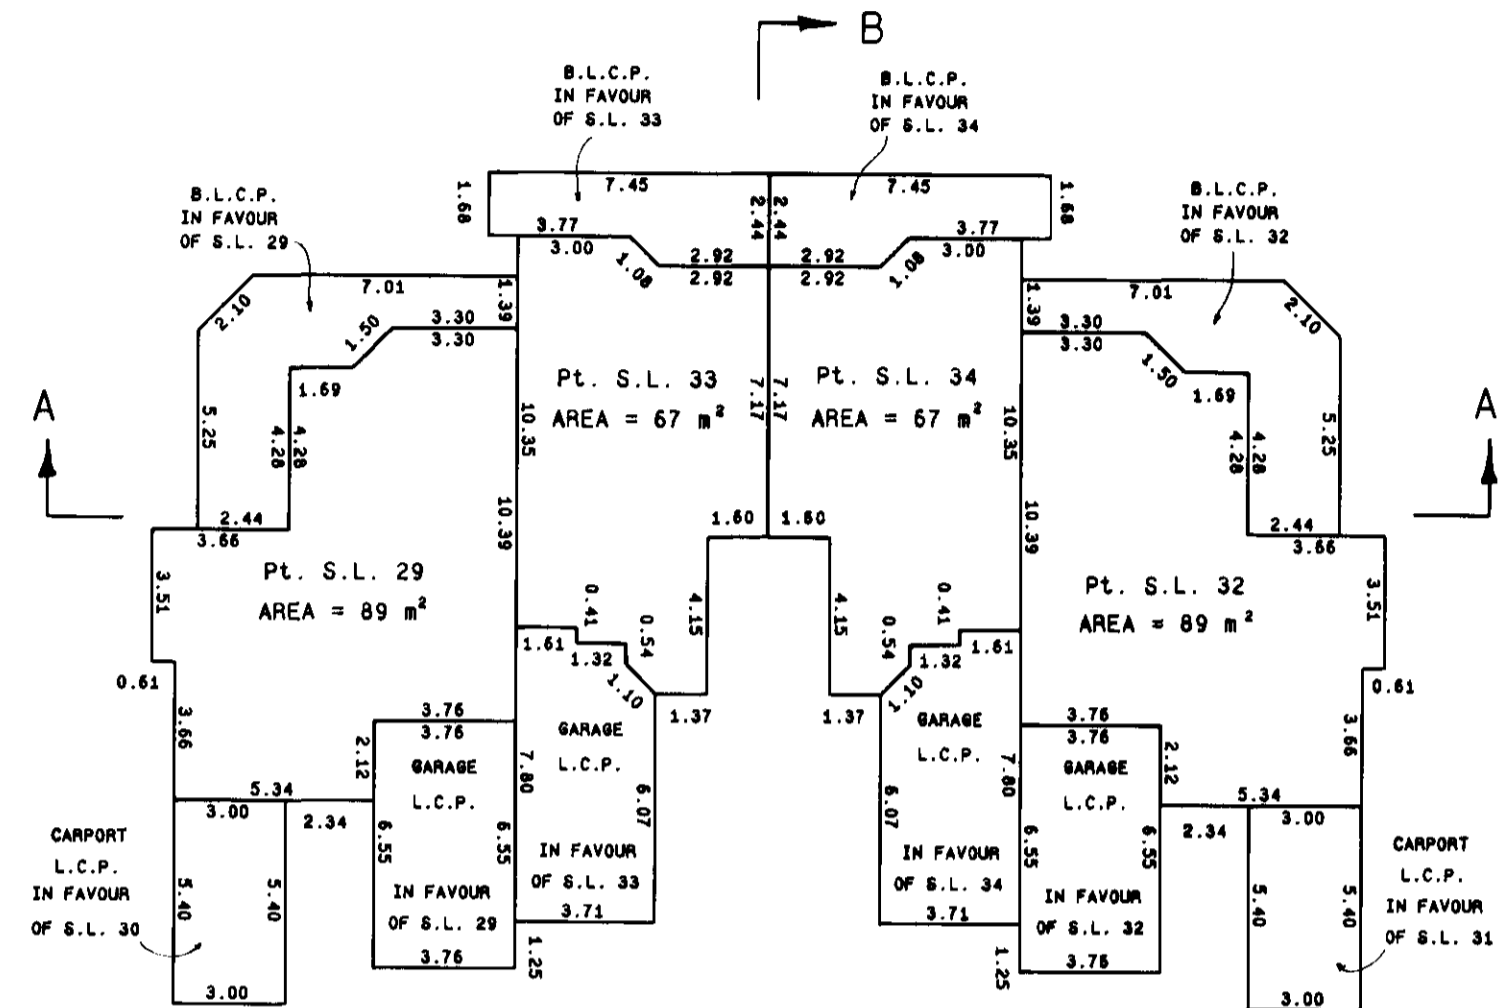 B
B.L.C.P.
IN FAVOUR
OF S.L. 33
B.L.C.P.
IN FAVOUR
OF S.L. 34
B.L.C.P.
IN FAVOUR
OF S.L. 29
B.L.C.P.
IN FAVOUR
OF S.L. 32
1.68
7.45
2.44
2.44
7.45
1.68
3.77
3.00
1.08
2.92
2.92
2.92
2.92
1.08
3.77
3.00
7.01
2.10
1.39
3.30
3.30
1.50
1.69
5.25
4.28
4.28
2.44
3.66
7.01
2.10
1.39
3.30
3.30
1.50
1.69
4.28
4.28
5.25
2.44
3.66
A
A
Pt. S.L. 33
AREA = 67 m²
Pt. S.L. 34
AREA = 67 m²
10.35
10.39
7.17
7.17
10.35
10.39
1.60
1.60
4.15
4.15
Pt. S.L. 29
AREA = 89 m²
Pt. S.L. 32
AREA = 89 m²
3.51
0.61
3.66
3.51
0.61
3.66
1.61
0.41
1.32
0.54
1.10
1.37
1.37
1.10
0.54
1.32
0.41
1.61
3.76
3.76
2.12
GARAGE
L.C.P.
IN FAVOUR
OF S.L. 29
6.55
6.55
3.76
1.25
GARAGE
L.C.P.
IN FAVOUR
OF S.L. 33
7.80
6.07
3.71
GARAGE
L.C.P.
IN FAVOUR
OF S.L. 34
6.07
7.80
3.71
1.25
3.76
3.76
2.12
GARAGE
L.C.P.
IN FAVOUR
OF S.L. 32
6.55
6.55
3.76
5.34
3.00
2.34
CARPORT
L.C.P.
IN FAVOUR
OF S.L. 30
5.40
5.40
3.00
5.34
2.34
3.00
CARPORT
L.C.P.
IN FAVOUR
OF S.L. 31
5.40
5.40
3.00